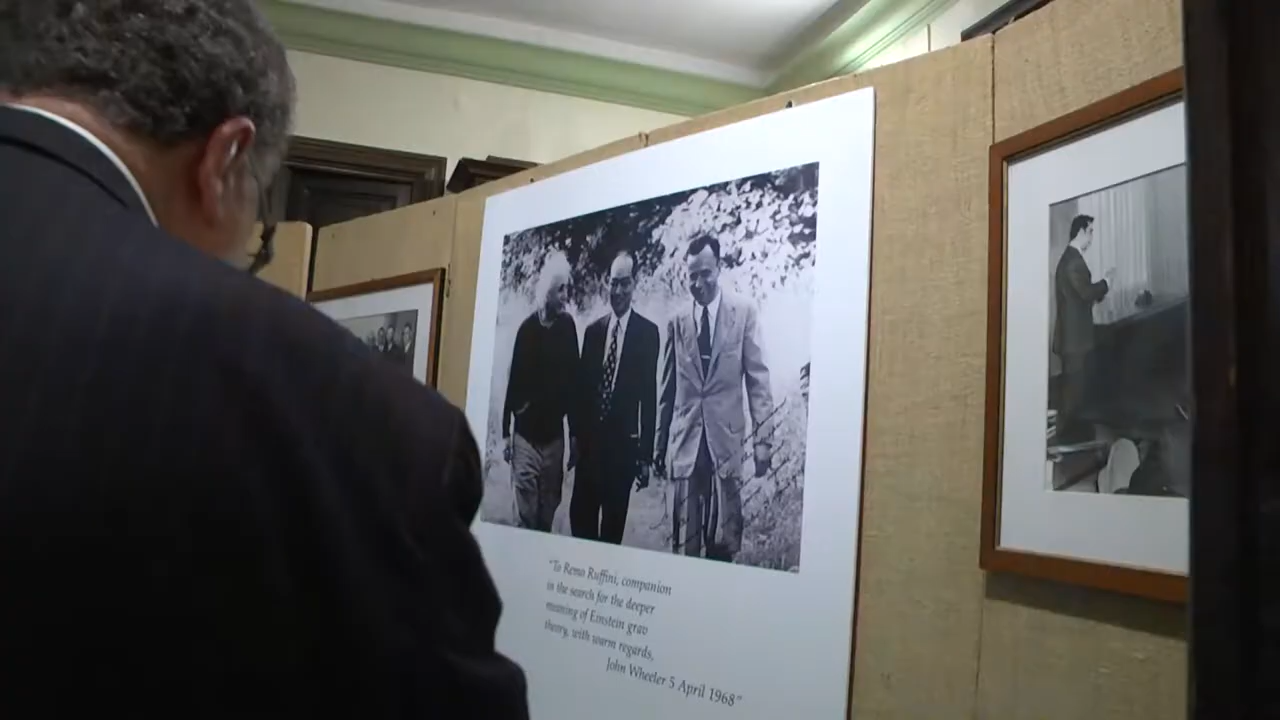 "To Remo Ruffini, companion
in the search for the deeper
meaning of Einstein grav
theory, with warm regards,
John Wheeler 5 April 1968"